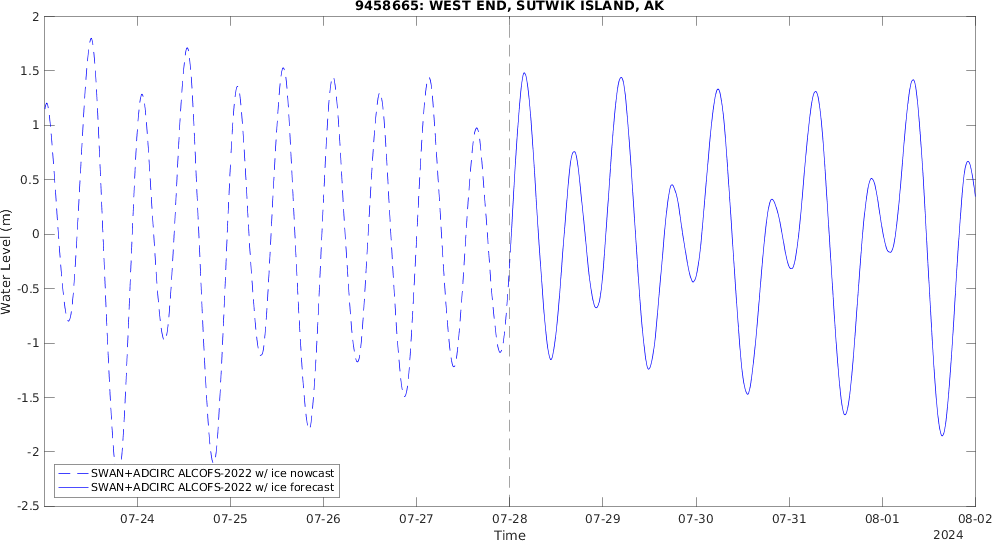 9458665: WEST END, SUTWIK ISLAND, AK
Water Level (m)
2
1.5
1
0.5
0
-0.5
-1
-1.5
-2
-2.5
SWAN+ADCIRC ALCOFS-2022 w/ ice nowcast
SWAN+ADCIRC ALCOFS-2022 w/ ice forecast
07-24 07-25 07-26 07-27 07-28 07-29 07-30 07-31 08-01 08-02
Time
2024